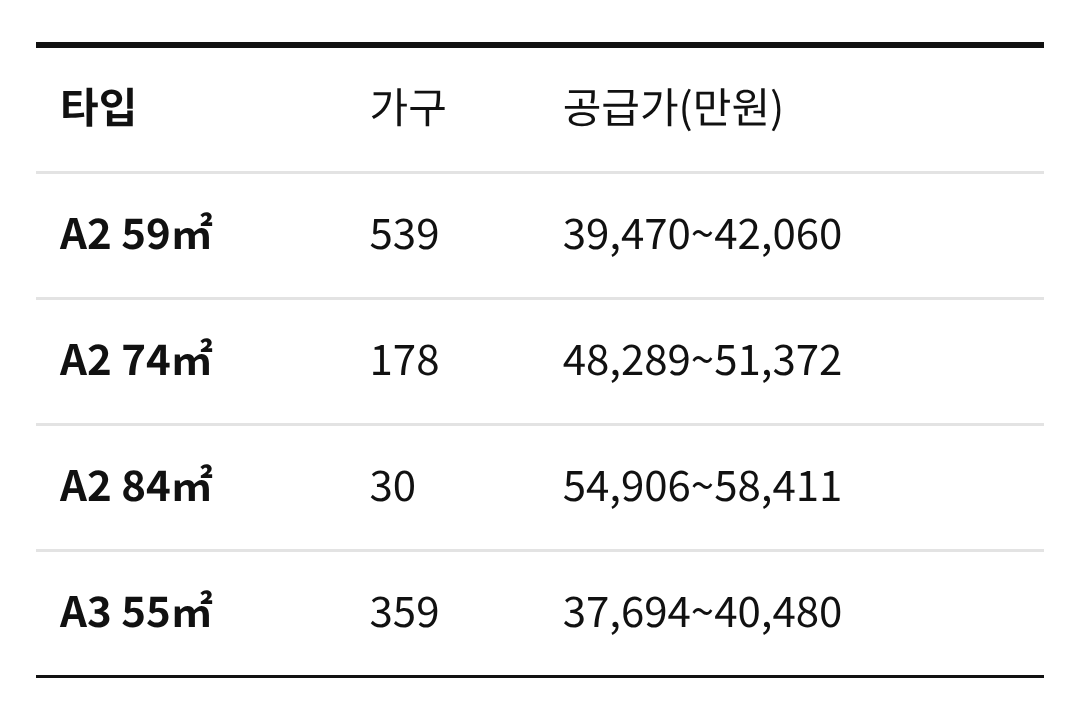 타입 가구 공급가(만원)
A2 59㎡ 539 39,470~42,060
A2 74㎡ 178 48,289~51,372
A2 84㎡ 30 54,906~58,411
A3 55㎡ 359 37,694~40,480